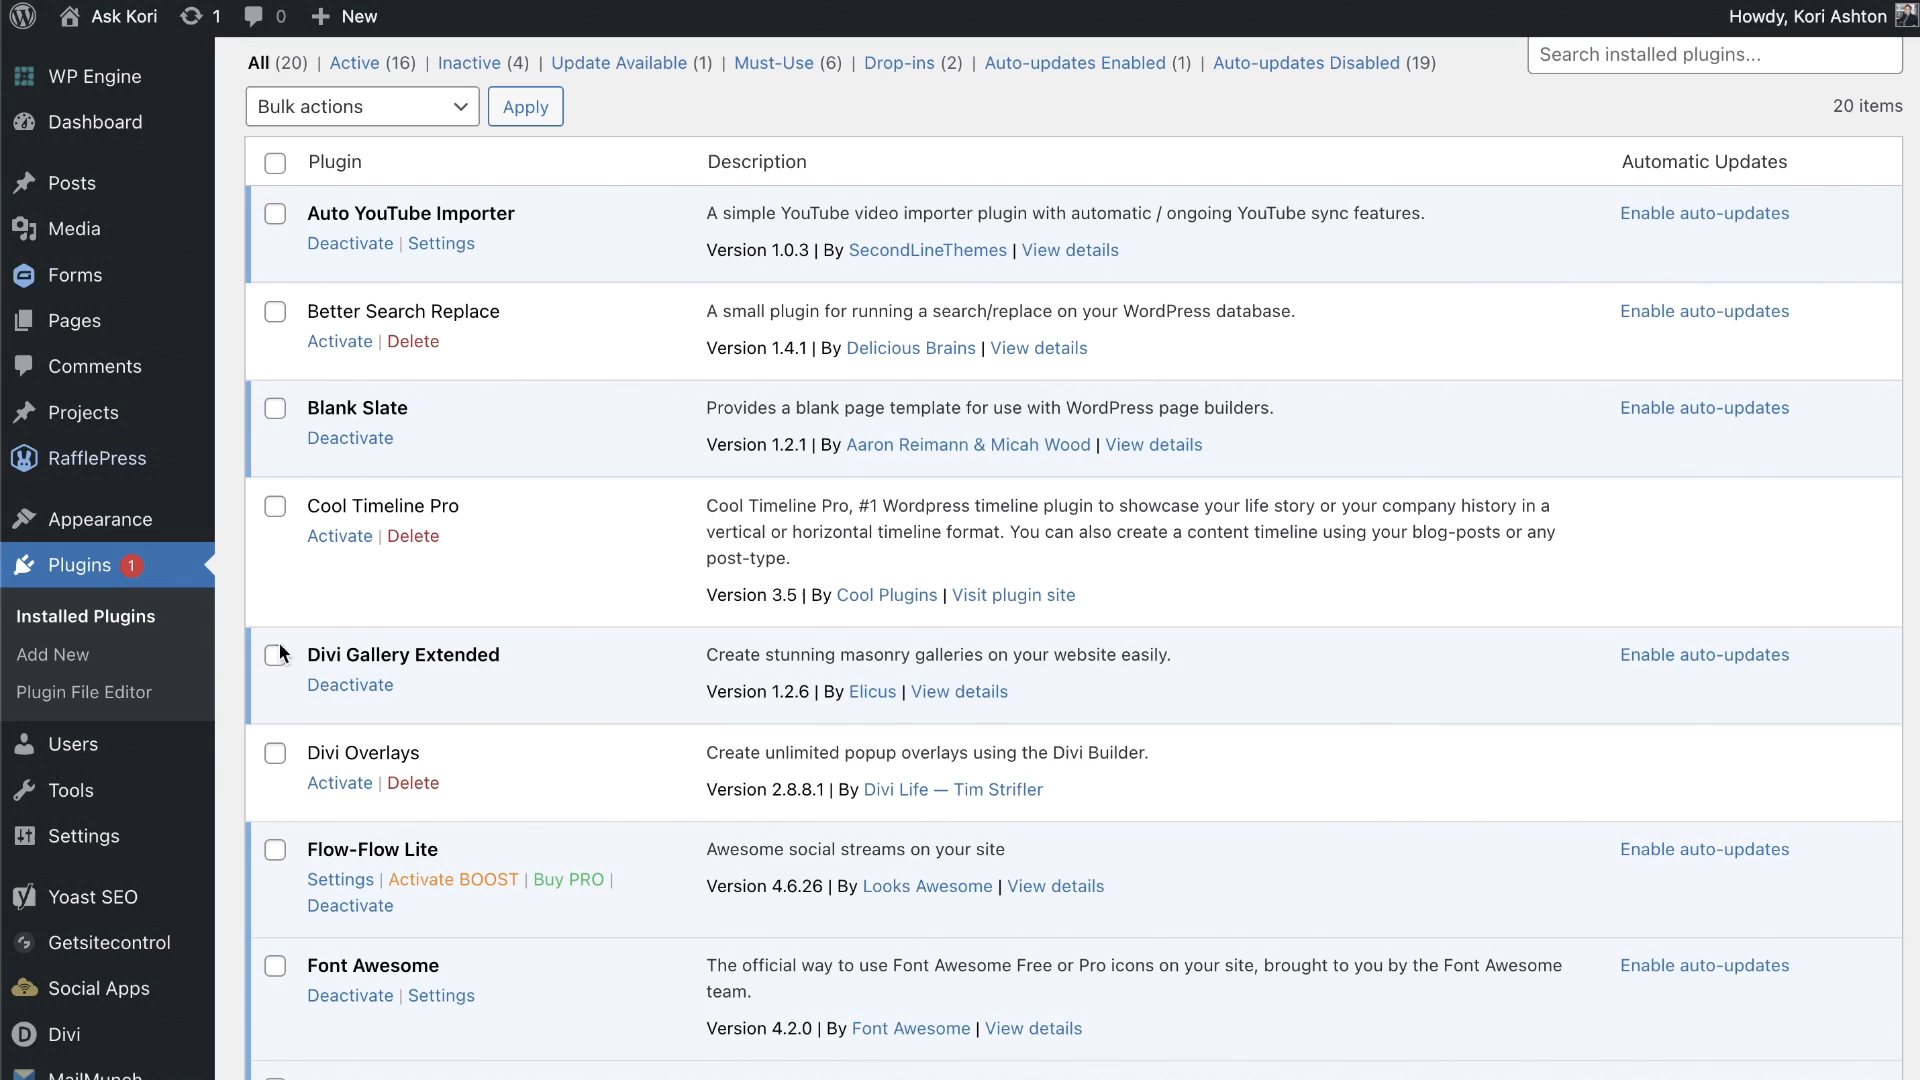 Ask Kori 1 0 New Howdy, Kori Ashton
WP Engine
Dashboard
Posts
Media
Forms
Pages
Comments
Projects
RafflePress
Appearance
Plugins 1
Installed Plugins
Add New
Plugin File Editor
Users
Tools
Settings
Yoast SEO
Getsitecontrol
Social Apps
Divi
MailMunch
All (20) | Active (16) | Inactive (4) | Update Available (1) | Must-Use (6) | Drop-ins (2) | Auto-updates Enabled (1) | Auto-updates Disabled (19)
Search installed plugins...
Bulk actions Apply 20 items
Plugin Description Automatic Updates
Auto YouTube Importer
Deactivate | Settings
A simple YouTube video importer plugin with automatic / ongoing YouTube sync features.
Version 1.0.3 | By SecondLineThemes | View details
Enable auto-updates
Better Search Replace
Activate | Delete
A small plugin for running a search/replace on your WordPress database.
Version 1.4.1 | By Delicious Brains | View details
Enable auto-updates
Blank Slate
Deactivate
Provides a blank page template for use with WordPress page builders.
Version 1.2.1 | By Aaron Reimann & Micah Wood | View details
Enable auto-updates
Cool Timeline Pro
Activate | Delete
Cool Timeline Pro, #1 Wordpress timeline plugin to showcase your life story or your company history in a
vertical or horizontal timeline format. You can also create a content timeline using your blog-posts or any
post-type.
Version 3.5 | By Cool Plugins | Visit plugin site
Divi Gallery Extended
Deactivate
Create stunning masonry galleries on your website easily.
Version 1.2.6 | By Elicus | View details
Enable auto-updates
Divi Overlays
Activate | Delete
Create unlimited popup overlays using the Divi Builder.
Version 2.8.8.1 | By Divi Life — Tim Strifler
Flow-Flow Lite
Settings | Activate BOOST | Buy PRO |
Deactivate
Awesome social streams on your site
Version 4.6.26 | By Looks Awesome | View details
Enable auto-updates
Font Awesome
Deactivate | Settings
The official way to use Font Awesome Free or Pro icons on your site, brought to you by the Font Awesome
team.
Version 4.2.0 | By Font Awesome | View details
Enable auto-updates